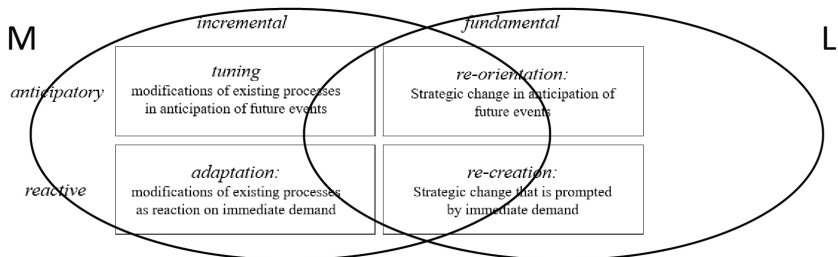 incremental fundamental
M L
anticipatory
tuning
modifications of existing processes
in anticipation of future events
re-orientation:
Strategic change in anticipation of
future events
reactive
adaptation:
modifications of existing processes
as reaction on immediate demand
re-creation:
Strategic change that is prompted
by immediate demand